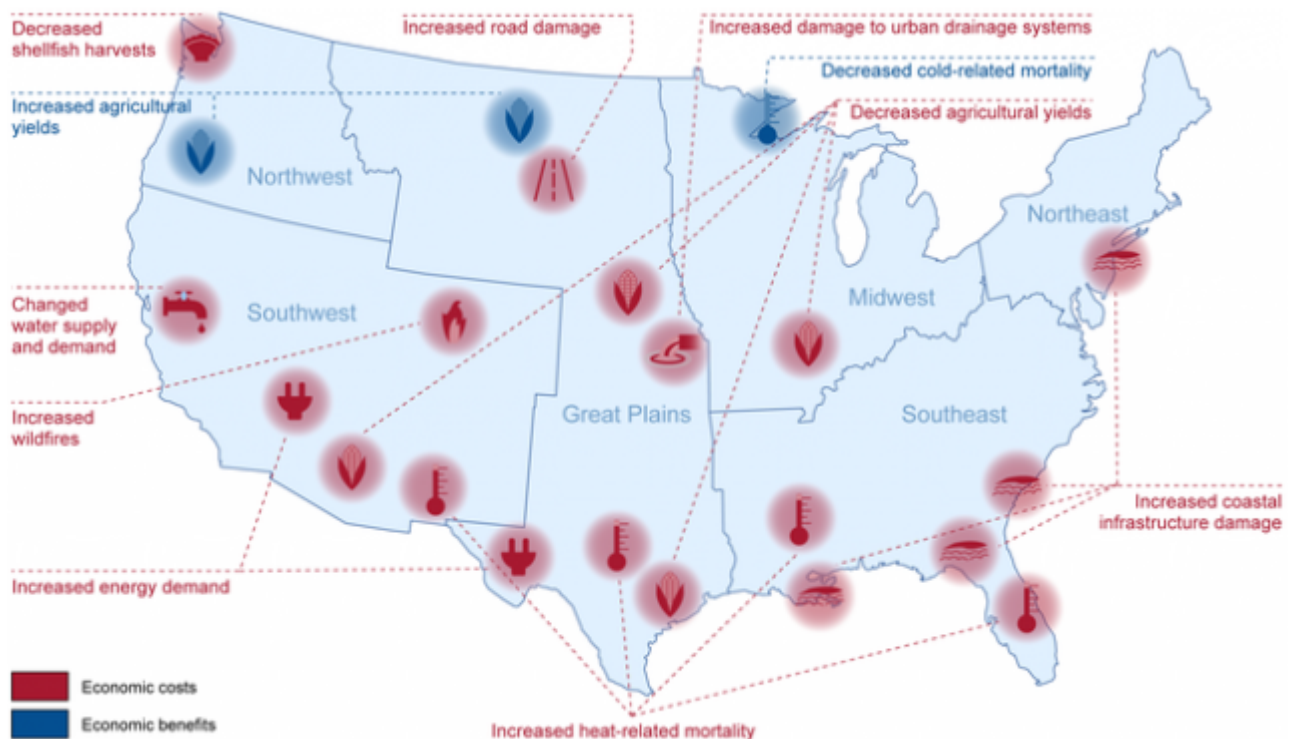 Decreased
shellfish harvests
Increased road damage
Increased damage to urban drainage systems
Decreased cold-related mortality
Increased agricultural
yields
Decreased agricultural yields
Northwest
Northeast
Changed
water supply
and demand
Southwest
Midwest
Increased
wildfires
Great Plains
Southeast
Increased coastal
infrastructure damage
Increased energy demand
Economic costs
Economic benefits
Increased heat-related mortality